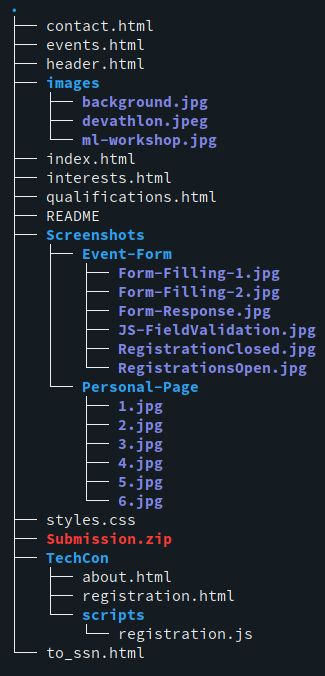 .
contact.html
events.html
header.html
images
background.jpg
devathlon.jpeg
ml-workshop.jpg
index.html
interests.html
qualifications.html
README
Screenshots
Event-Form
Form-Filling-1.jpg
Form-Filling-2.jpg
Form-Response.jpg
JS-FieldValidation.jpg
RegistrationClosed.jpg
RegistrationsOpen.jpg
Personal-Page
1.jpg
2.jpg
3.jpg
4.jpg
5.jpg
6.jpg
styles.css
Submission.zip
TechCon
about.html
registration.html
scripts
registration.js
to_ssn.html